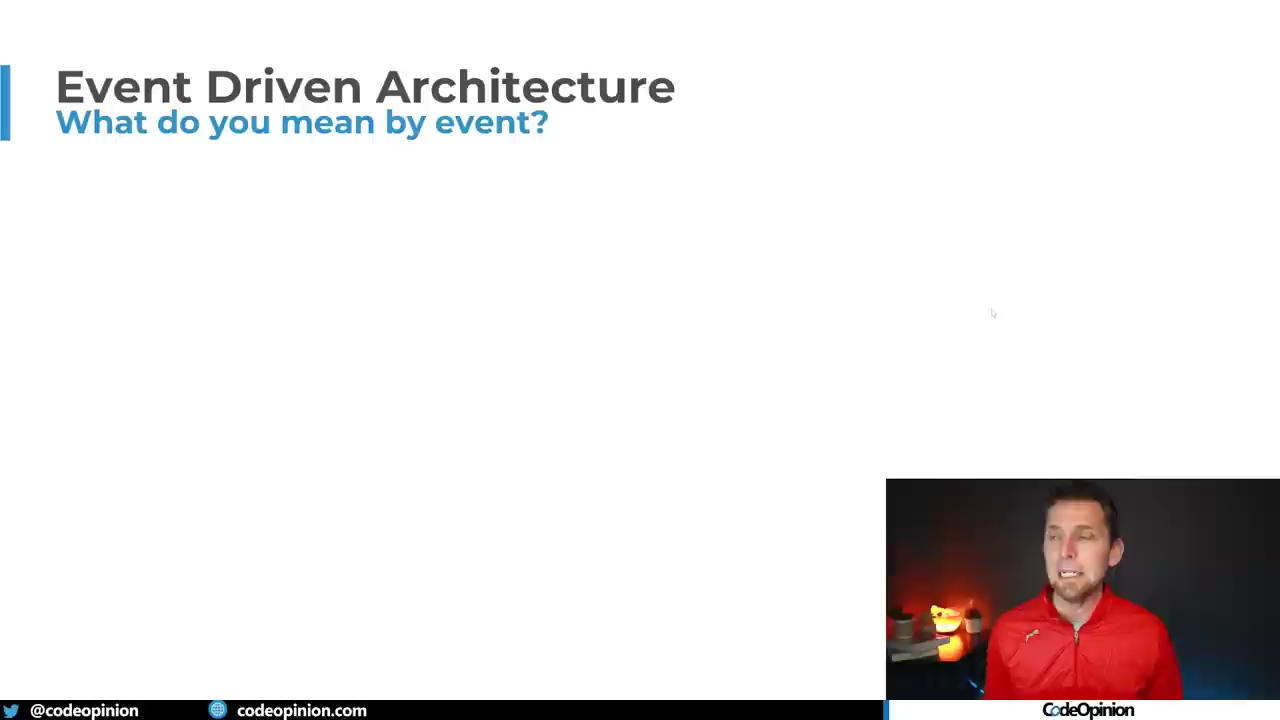 Event Driven Architecture
What do you mean by event?
@codeopinion
codeopinion.com
CodeOpinion